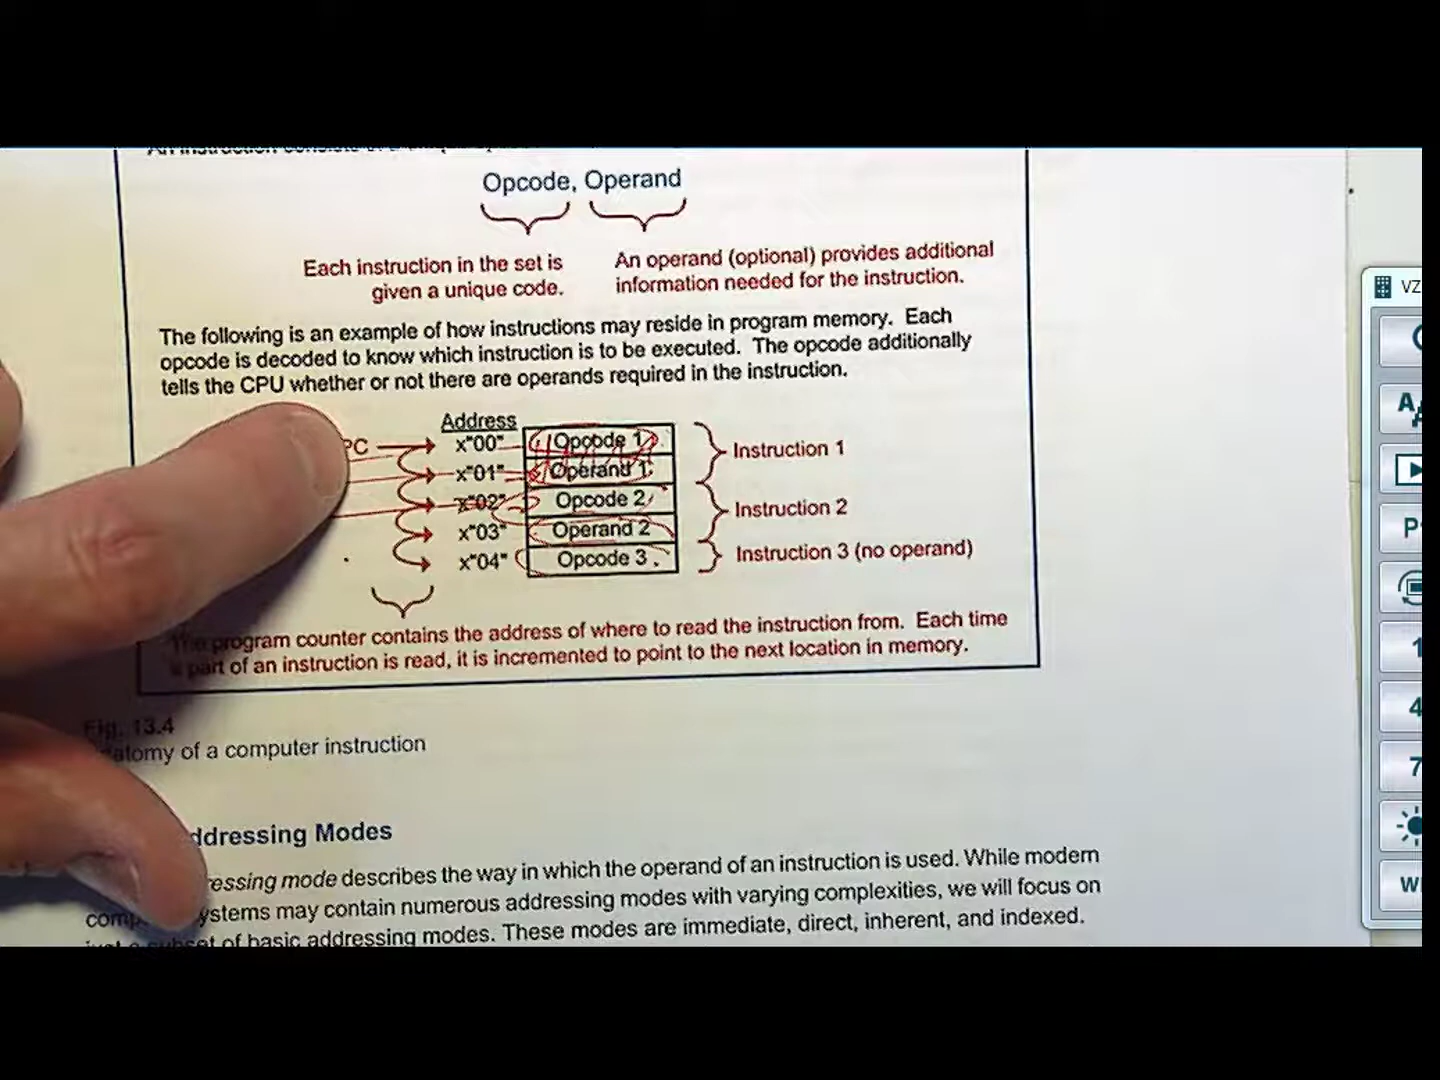 Opcode, Operand
Each instruction in the set is
given a unique code.
An operand (optional) provides additional
information needed for the instruction.
The following is an example of how instructions may reside in program memory. Each
opcode is decoded to know which instruction is to be executed. The opcode additionally
tells the CPU whether or not there are operands required in the instruction.
Address
PC x"00" Opcode 1
x"01" Operand 1
x"02" Opcode 2
x"03" Operand 2
x"04" Opcode 3
Instruction 1
Instruction 2
Instruction 3 (no operand)
program counter contains the address of where to read the instruction from. Each time
part of an instruction is read, it is incremented to point to the next location in memory.
Fig. 13.4
of a computer instruction
Modes
mode describes the way in which the operand of an instruction is used. While modern
may contain numerous addressing modes with varying complexities, we will focus on
of basic addressing modes. These modes are immediate, direct, inherent, and indexed.
VZ
1
4
7